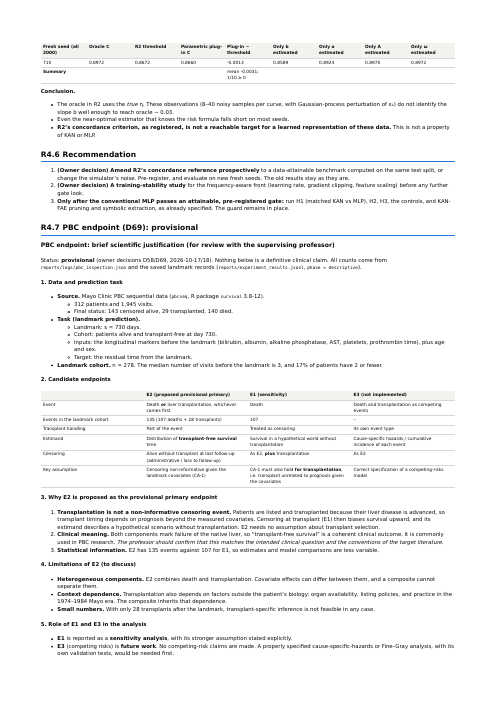 Fresh seed (all 2000) Oracle C R2 threshold Parametric plug-in C Plug-in − threshold Only b estimated Only a estimated Only A estimated Only ω estimated
710 0.8972 0.8672 0.8660 -0.0013 0.8589 0.8924 0.8970 0.8972
Summary mean -0.0031; 1/10 ≥ 0
Conclusion.
• The oracle in R2 uses the true η. These observations (8–40 noisy samples per curve, with Gaussian-process perturbation of x₀) do not identify the
slope b well enough to reach oracle − 0.03.
• Even the near-optimal estimator that knows the risk formula falls short on most seeds.
• R2's concordance criterion, as registered, is not a reachable target for a learned representation of these data. This is not a property
of KAN or MLP.
R4.6 Recommendation
1. (Owner decision) Amend R2's concordance reference prospectively to a data-attainable benchmark computed on the same test split, or
change the simulator's noise. Pre-register, and evaluate on new fresh seeds. The old results stay as they are.
2. (Owner decision) A training-stability study for the frequency-aware front (learning rate, gradient clipping, feature scaling) before any further
gate look.
3. Only after the conventional MLP passes an attainable, pre-registered gate: run H1 (matched KAN vs MLP), H2, H3, the controls, and KAN-
FAE pruning and symbolic extraction, as already specified. The guard remains in place.
R4.7 PBC endpoint (D69): provisional
PBC endpoint: brief scientific justification (for review with the supervising professor)
Status: provisional (owner decisions D58/D69, 2026-10-17/18). Nothing below is a definitive clinical claim. All counts come from
reports/logs/pbc_inspection.json and the saved landmark records (reports/experiment_results.jsonl, phase = descriptive).
1. Data and prediction task
• Source. Mayo Clinic PBC sequential data (pbcseq, R package survival 3.8-12).
312 patients and 1,945 visits.
Final status: 143 censored alive, 29 transplanted, 140 died.
• Task (landmark prediction).
Landmark: s = 730 days.
Cohort: patients alive and transplant-free at day 730.
Inputs: the longitudinal markers before the landmark (bilirubin, albumin, alkaline phosphatase, AST, platelets, prothrombin time), plus age
and sex.
Target: the residual time from the landmark.
• Landmark cohort. n = 278. The median number of visits before the landmark is 3, and 17% of patients have 2 or fewer.
2. Candidate endpoints
E2 (proposed provisional primary) E1 (sensitivity) E3 (not implemented)
Event Death or liver transplantation, whichever comes first Death Death and transplantation as competing events
Events in the landmark cohort 135 (107 deaths + 28 transplants) 107 –
Transplant handling Part of the event Treated as censoring Its own event type
Estimand Distribution of transplant-free survival time Survival in a hypothetical world without transplantation Cause-specific hazards / cumulative incidence of each event
Censoring Alive without transplant at last follow-up (administrative / loss to follow-up) As E2, plus transplantation As E2
Key assumption Censoring non-informative given the landmark covariates (CA-1) CA-1 must also hold for transplantation, i.e. transplant unrelated to prognosis given the covariates Correct specification of a competing-risks model
3. Why E2 is proposed as the provisional primary endpoint
1. Transplantation is not a non-informative censoring event. Patients are listed and transplanted because their liver disease is advanced, so
transplant timing depends on prognosis beyond the measured covariates. Censoring at transplant (E1) then biases survival upward, and its
estimand describes a hypothetical scenario without transplantation. E2 needs no assumption about transplant selection.
2. Clinical meaning. Both components mark failure of the native liver, so "transplant-free survival" is a coherent clinical outcome. It is commonly
used in PBC research. The professor should confirm that this matches the intended clinical question and the conventions of the target literature.
3. Statistical information. E2 has 135 events against 107 for E1, so estimates and model comparisons are less variable.
4. Limitations of E2 (to discuss)
• Heterogeneous components. E2 combines death and transplantation. Covariate effects can differ between them, and a composite cannot
separate them.
• Context dependence. Transplantation also depends on factors outside the patient's biology: organ availability, listing policies, and practice in the
1974–1984 Mayo era. The composite inherits that dependence.
• Small numbers. With only 28 transplants after the landmark, transplant-specific inference is not feasible in any case.
5. Role of E1 and E3 in the analysis
• E1 is reported as a sensitivity analysis, with its stronger assumption stated explicitly.
• E3 (competing risks) is future work. No competing-risk claims are made. A properly specified cause-specific-hazards or Fine–Gray analysis, with its
own validation tests, would be needed first.